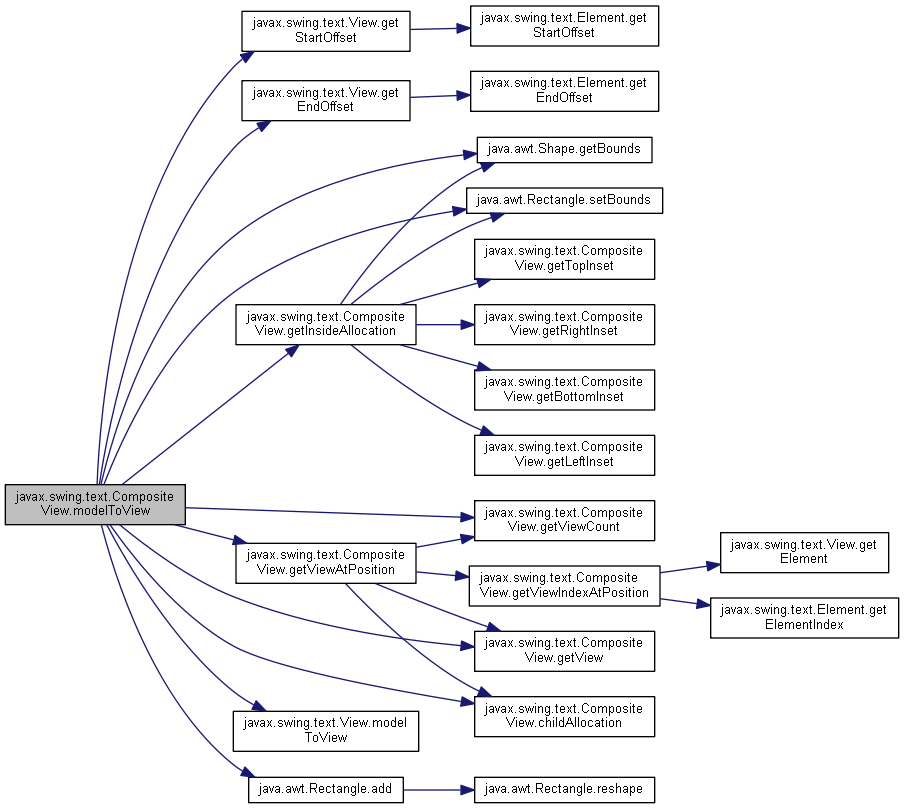 javax.swing.text.View.get
StartOffset
javax.swing.text.Element.get
StartOffset
javax.swing.text.View.get
EndOffset
javax.swing.text.Element.get
EndOffset
java.awt.Shape.getBounds
java.awt.Rectangle.setBounds
javax.swing.text.Composite
View.getTopInset
javax.swing.text.Composite
View.getInsideAllocation
javax.swing.text.Composite
View.getRightInset
javax.swing.text.Composite
View.getBottomInset
javax.swing.text.Composite
View.getLeftInset
javax.swing.text.Composite
View.modelToView
javax.swing.text.Composite
View.getViewCount
javax.swing.text.Composite
View.getViewAtPosition
javax.swing.text.Composite
View.getViewIndexAtPosition
javax.swing.text.View.get
Element
javax.swing.text.Element.get
ElementIndex
javax.swing.text.Composite
View.getView
javax.swing.text.Composite
View.childAllocation
javax.swing.text.View.model
ToView
java.awt.Rectangle.add
java.awt.Rectangle.reshape